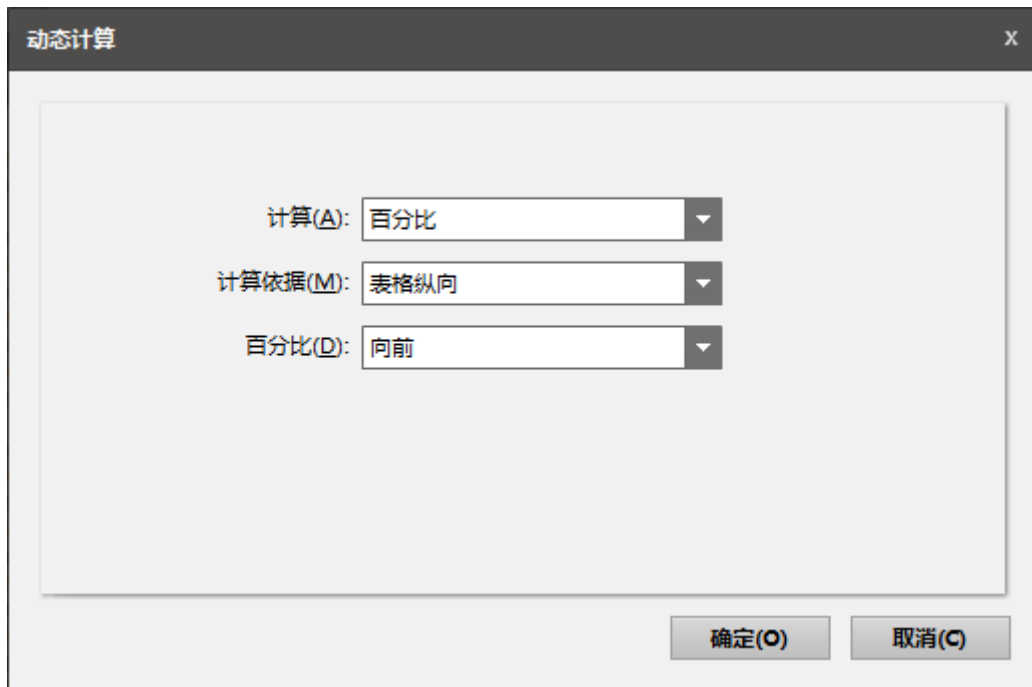 动态计算 x
计算(A): 百分比
计算依据(M): 表格纵向
百分比(D): 向前
确定(O) 取消(C)